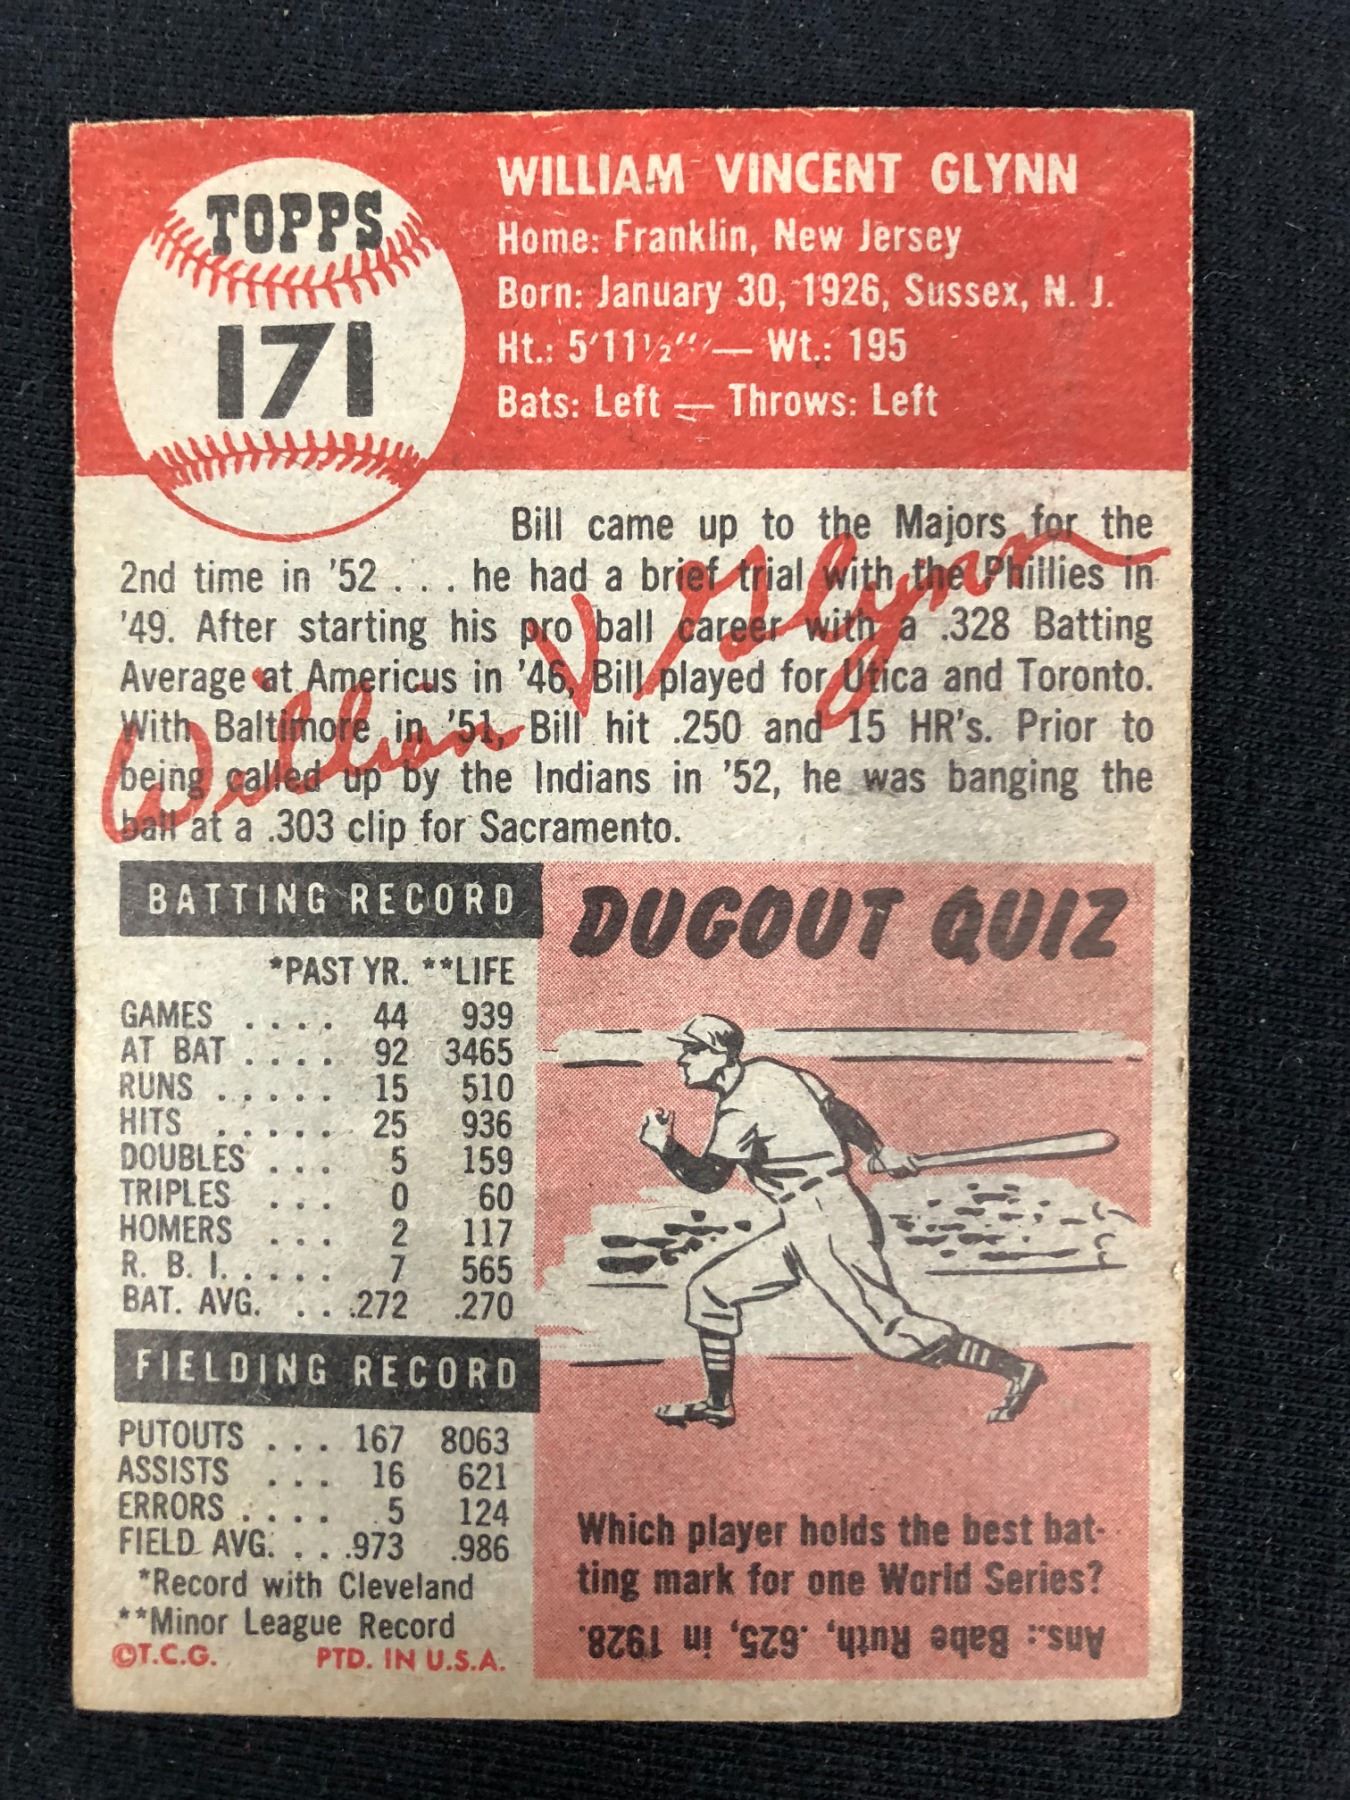 TOPPS
171
WILLIAM VINCENT GLYNN
Home: Franklin, New Jersey
Born: January 30, 1926, Sussex, N. J.
Ht.: 5'11½" — Wt.: 195
Bats: Left — Throws: Left
Bill came up to the Majors for the
2nd time in '52 . . . he had a brief trial with the Phillies in
'49. After starting his pro ball career with a .328 Batting
Average at Americus in '46, Bill played for Utica and Toronto.
With Baltimore in '51, Bill hit .250 and 15 HR's. Prior to
being called up by the Indians in '52, he was banging the
ball at a .303 clip for Sacramento.
William V Glynn
BATTING RECORD
*PAST YR. **LIFE
GAMES . . . . 44 939
AT BAT . . . . 92 3465
RUNS . . . . . 15 510
HITS . . . . . 25 936
DOUBLES . . . 5 159
TRIPLES . . . 0 60
HOMERS . . . 2 117
R. B. I. . . . . 7 565
BAT. AVG. . . .272 .270
FIELDING RECORD
PUTOUTS . . . 167 8063
ASSISTS . . . 16 621
ERRORS . . . . 5 124
FIELD. AVG. . . .973 .986
*Record with Cleveland
**Minor League Record
©T.C.G. PTD. IN U.S.A.
DUGOUT QUIZ
Which player holds the best bat-
ting mark for one World Series?
Ans.: Babe Ruth, .625, in 1928.